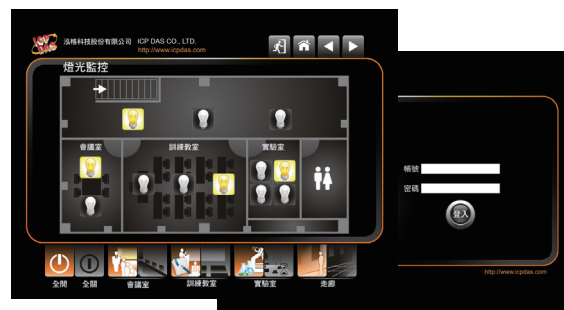 ICP DAS
泓格科技股份有限公司 ICP DAS CO., LTD.
http://www.icpdas.com
燈光監控
會議室
訓練教室
實驗室
全開
全關
會議室
訓練教室
實驗室
走廊
帳號
密碼
登入
http://www.icpdas.com